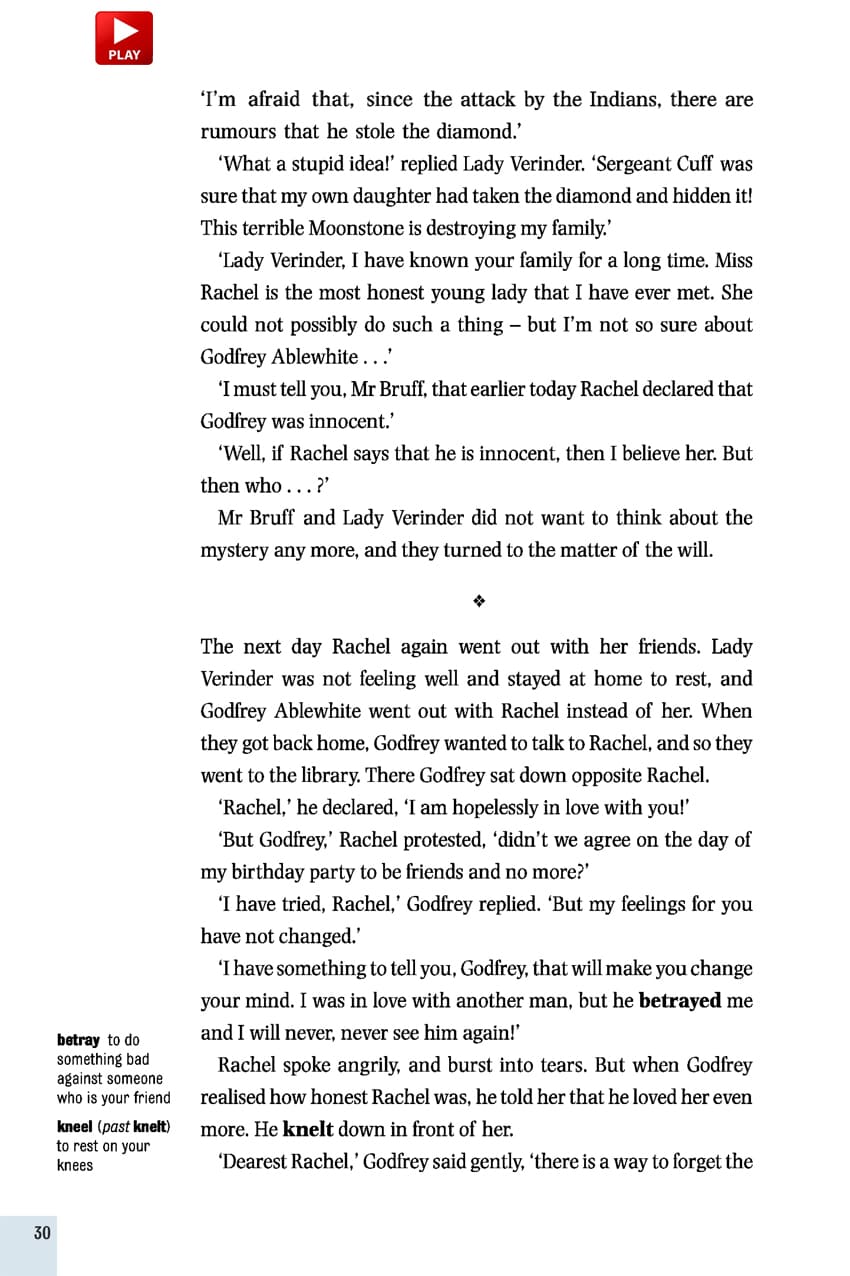 PLAY
‘I’m afraid that, since the attack by the Indians, there are
rumours that he stole the diamond.’
‘What a stupid idea!’ replied Lady Verinder. ‘Sergeant Cuff was
sure that my own daughter had taken the diamond and hidden it!
This terrible Moonstone is destroying my family.’
‘Lady Verinder, I have known your family for a long time. Miss
Rachel is the most honest young lady that I have ever met. She
could not possibly do such a thing – but I’m not so sure about
Godfrey Ablewhite . . .’
‘I must tell you, Mr Bruff, that earlier today Rachel declared that
Godfrey was innocent.’
‘Well, if Rachel says that he is innocent, then I believe her. But
then who . . . ?’
Mr Bruff and Lady Verinder did not want to think about the
mystery any more, and they turned to the matter of the will.
❖
The next day Rachel again went out with her friends. Lady
Verinder was not feeling well and stayed at home to rest, and
Godfrey Ablewhite went out with Rachel instead of her. When
they got back home, Godfrey wanted to talk to Rachel, and so they
went to the library. There Godfrey sat down opposite Rachel.
‘Rachel,’ he declared, ‘I am hopelessly in love with you!’
‘But Godfrey,’ Rachel protested, ‘didn’t we agree on the day of
my birthday party to be friends and no more?’
‘I have tried, Rachel,’ Godfrey replied. ‘But my feelings for you
have not changed.’
‘I have something to tell you, Godfrey, that will make you change
your mind. I was in love with another man, but he betrayed me
and I will never, never see him again!’
Rachel spoke angrily, and burst into tears. But when Godfrey
realised how honest Rachel was, he told her that he loved her even
more. He knelt down in front of her.
‘Dearest Rachel,’ Godfrey said gently, ‘there is a way to forget the
betray to do
something bad
against someone
who is your friend
kneel (past knelt)
to rest on your
knees
30